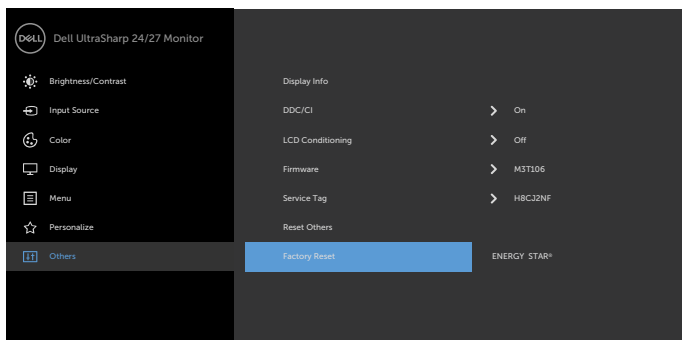 DELL Dell UltraSharp 24/27 Monitor
Brightness/Contrast
Input Source
Color
Display
Menu
Personalize
Others
Display Info
DDC/CI On
LCD Conditioning Off
Firmware M3T106
Service Tag H8CJ2NF
Reset Others
Factory Reset ENERGY STAR®